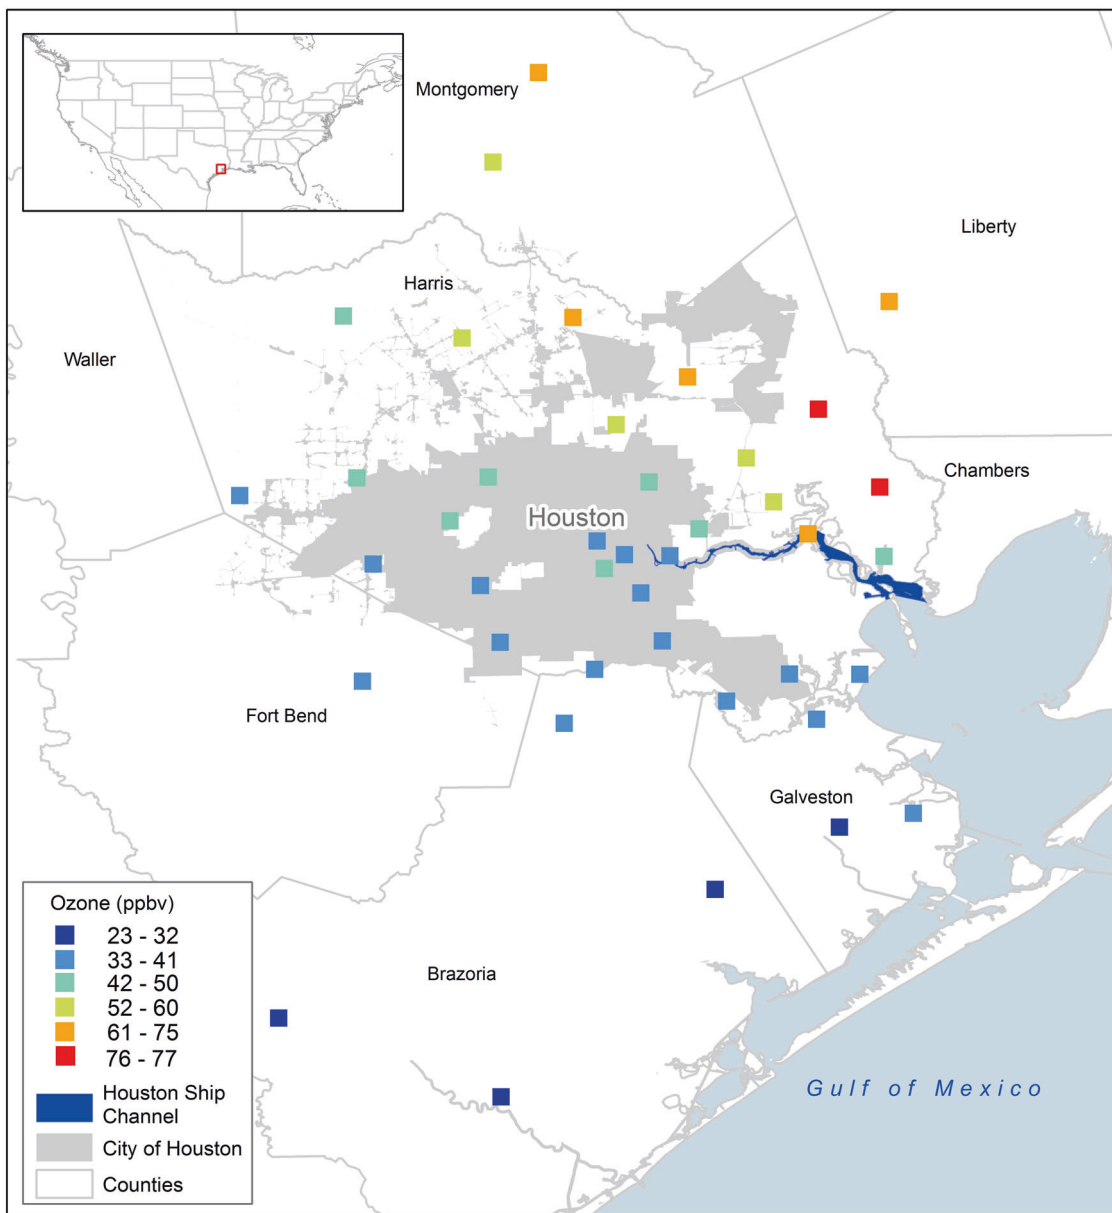 Montgomery
Liberty
Harris
Waller
Chambers
Houston
Fort Bend
Galveston
Brazoria
Gulf of Mexico
Ozone (ppbv)
23 - 32
33 - 41
42 - 50
52 - 60
61 - 75
76 - 77
Houston Ship
Channel
City of Houston
Counties